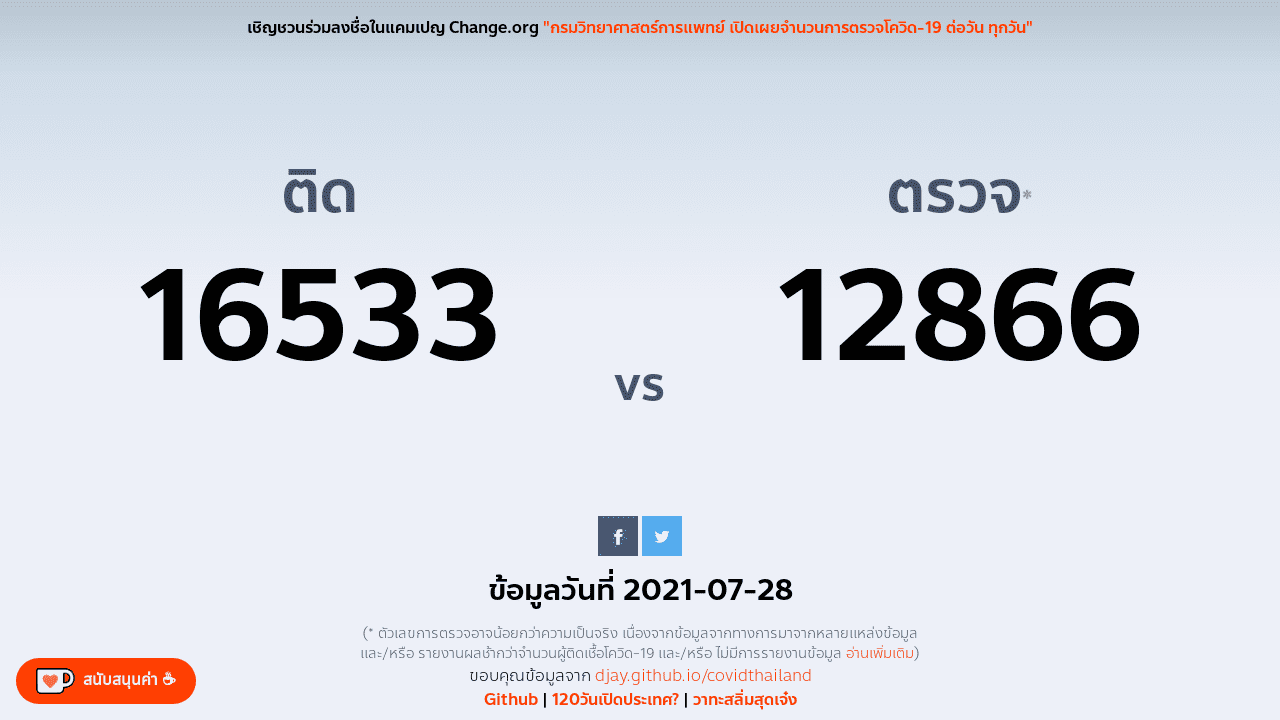 เชิญชวนร่วมลงชื่อในแคมเปญ Change.org "กรมวิทยาศาสตร์การแพทย์ เปิดเผยจำนวนการตรวจโควิด-19 ต่อวัน ทุกวัน"
ติด
ตรวจ*
16533
12866
vs
ข้อมูลวันที่ 2021-07-28
(* ตัวเลขการตรวจอาจน้อยกว่าความเป็นจริง เนื่องจากข้อมูลจากทางการมาจากหลายแหล่งข้อมูล
และ/หรือ รายงานผลช้ากว่าจำนวนผู้ติดเชื้อโควิด-19 และ/หรือ ไม่มีการรายงานข้อมูล อ่านเพิ่มเติม)
ขอบคุณข้อมูลจาก djay.github.io/covidthailand
Github | 120วันเปิดประเทศ? | วาทะสลิ่มสุดเจ๋ง
สนับสนุนค่า